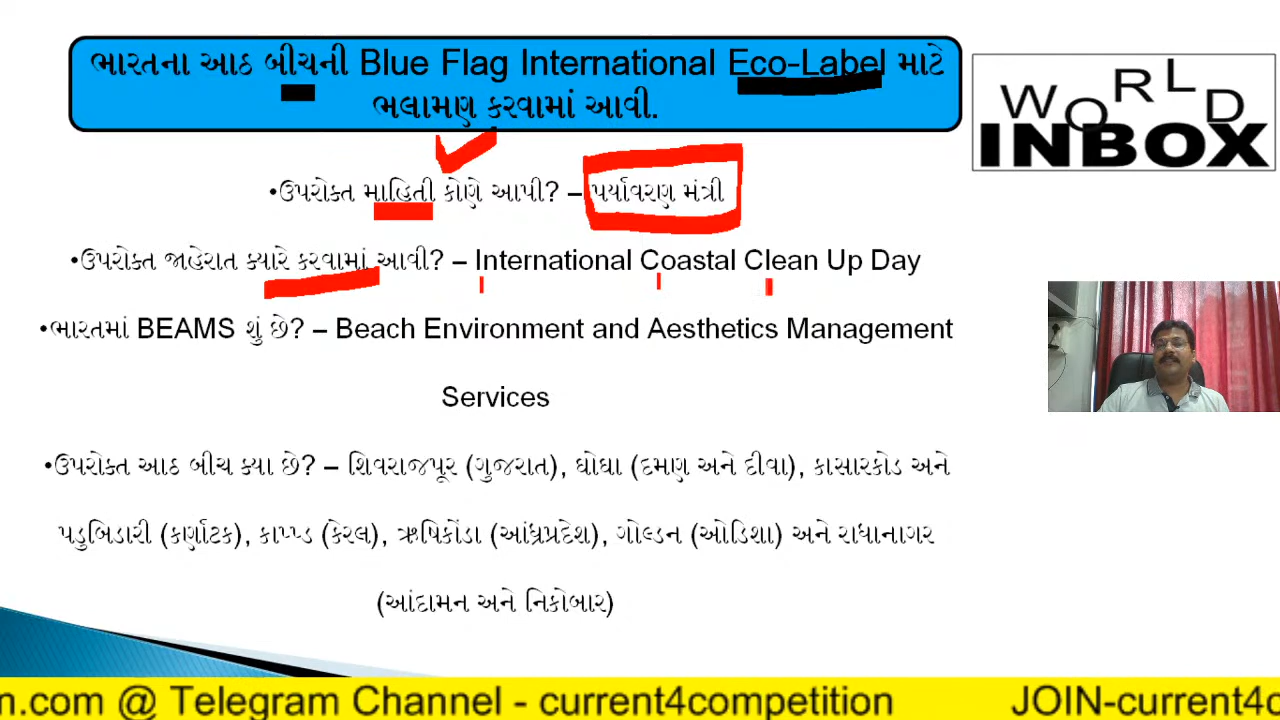 ભારતના આઠ બીચની Blue Flag International Eco-Label માટે
ભલામણ કરવામાં આવી.
WORLD
INBOX
•ઉપરોક્ત માહિતી કોણે આપી? – પર્યાવરણ મંત્રી
•ઉપરોક્ત જાહેરાત ક્યારે કરવામાં આવી? – International Coastal Clean Up Day
•ભારતમાં BEAMS શું છે? – Beach Environment and Aesthetics Management
Services
•ઉપરોક્ત આઠ બીચ ક્યા છે? – શિવરાજપૂર (ગુજરાત), ઘોઘા (દમણ અને દીવા), કાસારકોડ અને
પડુબિડારી (કર્ણાટક), કાપ્પ્ડ (કેરલ), ઋષિકોંડા (આંધ્રપ્રદેશ), ગોલ્ડન (ઓડિશા) અને રાધાનાગર
(આંદામન અને નિકોબાર)
n.com @ Telegram Channel - current4competition JOIN-current4c